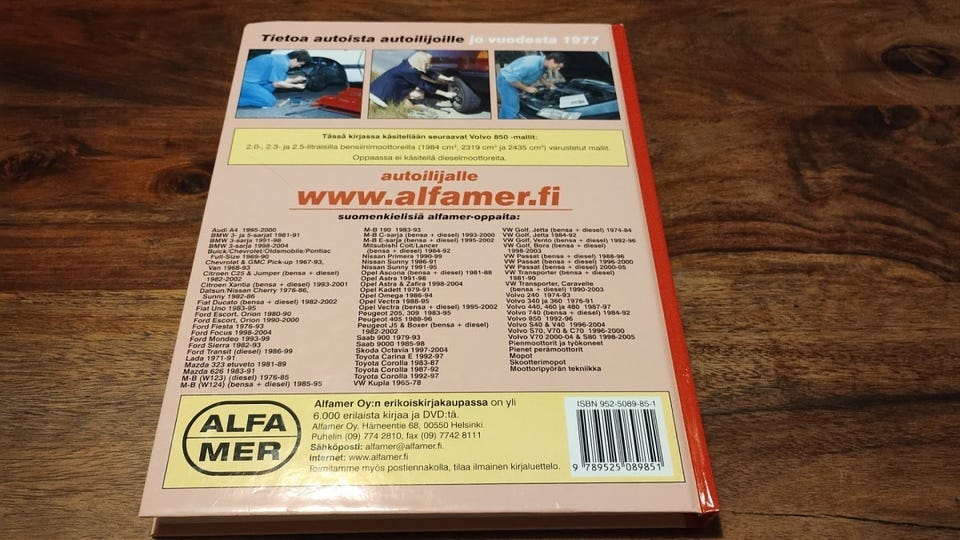 Tietoa autoista autoilijoille jo vuodesta 1977
Tässä kirjassa käsitellään seuraavat Volvo 850 -mallit:
2.0-, 2.3- ja 2.5-litraisilla bensiinimoottoreilla (1984 cm³, 2319 cm³ ja 2435 cm³) varustetut mallit.
Oppaassa ei käsitellä dieselmoottoreita.
autoilijalle
www.alfamer.fi
suomenkielisiä alfamer-oppaita:
Audi A4 1995-2000
BMW 3- ja 5-sarjat 1981-91
BMW 3-sarja 1991-98
BMW 3-sarja 1998-2004
Buick/Chevrolet/Oldsmobile/Pontiac
Full-Size 1969-90
Chevrolet & GMC Pick-up 1967-93,
Van 1968-93
Citroen C25 & Jumper (bensa + diesel)
1982-2002
Citroen Xantia (bensa + diesel) 1993-2001
Datsun/Nissan Cherry 1976-86,
Sunny 1982-86
Fiat Ducato (bensa + diesel) 1982-2002
Fiat Uno 1983-95
Ford Escort, Orion 1980-90
Ford Escort, Orion 1990-2000
Ford Fiesta 1976-93
Ford Focus 1998-2004
Ford Mondeo 1993-99
Ford Sierra 1982-93
Ford Transit (diesel) 1986-99
Lada 1971-91
Mazda 323 etuveto 1981-89
Mazda 626 1983-91
M-B (W123) (diesel) 1976-85
M-B (W124) (bensa + diesel) 1985-95
M-B 190 1983-93
M-B C-sarja (bensa + diesel) 1993-2000
M-B E-sarja (bensa + diesel) 1995-2002
Mitsubishi Colt/Lancer
(bensa + diesel) 1984-92
Nissan Primera 1990-99
Nissan Sunny 1986-91
Nissan Sunny 1991-95
Opel Ascona (bensa + diesel) 1981-88
Opel Astra 1991-98
Opel Astra & Zafira 1998-2004
Opel Kadett 1979-91
Opel Omega 1986-94
Opel Vectra 1988-95
Opel Vectra (bensa + diesel) 1995-2002
Peugeot 205, 309 1983-95
Peugeot 405 1988-96
Peugeot J5 & Boxer (bensa + diesel)
1982-2002
Saab 900 1979-93
Saab 9000 1985-98
Skoda Octavia 1997-2004
Toyota Carina E 1992-97
Toyota Corolla 1983-87
Toyota Corolla 1987-92
Toyota Corolla 1992-97
VW Kupla 1965-78
VW Golf, Jetta (bensa + diesel) 1974-84
VW Golf, Jetta 1984-92
VW Golf, Vento (bensa + diesel) 1992-96
VW Golf, Bora (bensa + diesel)
1998-2001
VW Passat (bensa + diesel) 1988-96
VW Passat (bensa + diesel) 1996-2000
VW Passat (bensa + diesel) 2000-05
VW Transporter (bensa + diesel)
1981-90
VW Transporter, Caravelle
(bensa + diesel) 1990-2003
Volvo 240 1974-93
Volvo 340 ja 360 1976-91
Volvo 440, 460 ja 480 1987-97
Volvo 740 (bensa + diesel) 1984-92
Volvo 850 1992-96
Volvo S40 & V40 1996-2004
Volvo S70, V70 & C70 1996-2000
Volvo V70 2000-04 & S80 1998-2005
Pienmoottorit ja työkoneet
Pienet perämoottorit
Mopot
Skootterimopot
Moottoripyörän tekniikka
ALFA
MER
Alfamer Oy:n erikoiskirjakaupassa on yli
6.000 erilaista kirjaa ja DVD:tä.
Alfamer Oy, Hämeentie 68, 00550 Helsinki.
Puhelin (09) 774 2810, fax (09) 7742 8111
Sähköposti: alfamer@alfamer.fi.
Internet: www.alfamer.fi
Toimitamme myös postiennakolla, tilaa ilmainen kirjaluettelo.
ISBN 952-5089-85-1
9 789525 089851